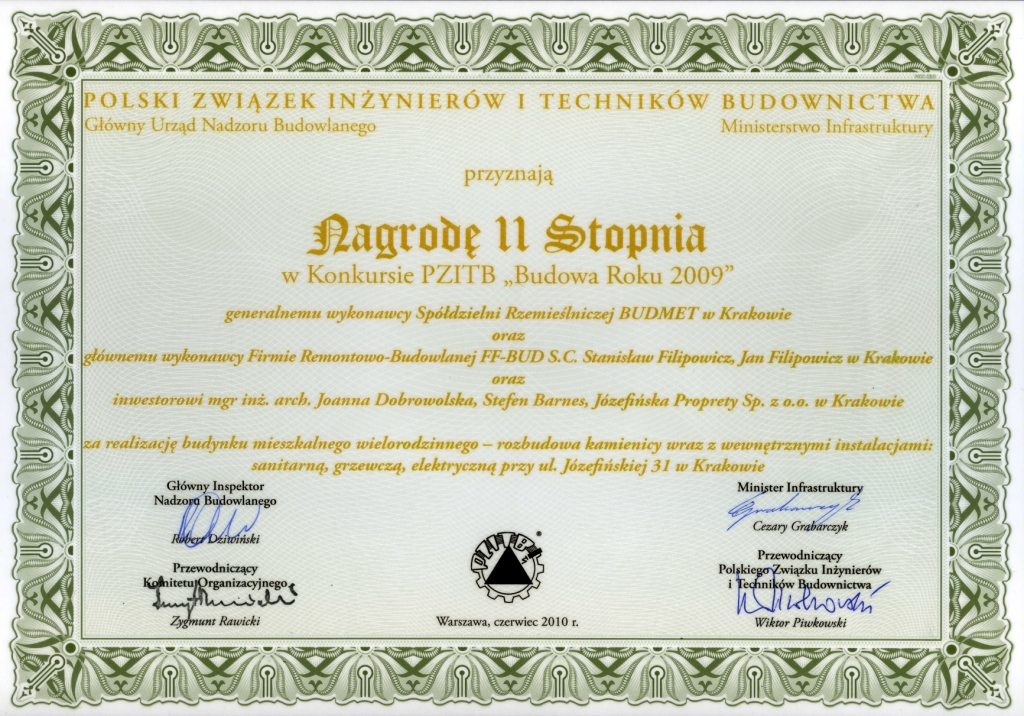 POLSKI ZWIĄZEK INŻYNIERÓW I TECHNIKÓW BUDOWNICTWA
Główny Urząd Nadzoru Budowlanego Ministerstwo Infrastruktury
przyznają
Nagrodę II Stopnia
w Konkursie PZITB „Budowa Roku 2009”
generalnemu wykonawcy Spółdzielni Rzemieślniczej BUDMET w Krakowie
oraz
głównemu wykonawcy Firmie Remontowo-Budowlanej FF-BUD S.C. Stanisław Filipowicz, Jan Filipowicz w Krakowie
oraz
inwestorowi mgr inż. arch. Joanna Dobrowolska, Stefen Barnes, Józefińska Proprety Sp. z o.o. w Krakowie
za realizację budynku mieszkalnego wielorodzinnego – rozbudowa kamienicy wraz z wewnętrznymi instalacjami:
sanitarną, grzewczą, elektryczną przy ul. Józefińskiej 31 w Krakowie
Główny Inspektor
Nadzoru Budowlanego
Robert Dziwiński
Minister Infrastruktury
Cezary Grabarczyk
Przewodniczący
Komitetu Organizacyjnego
Zygmunt Rawicki
Warszawa, czerwiec 2010 r.
Przewodniczący
Polskiego Związku Inżynierów
i Techników Budownictwa
Wiktor Piwkowski